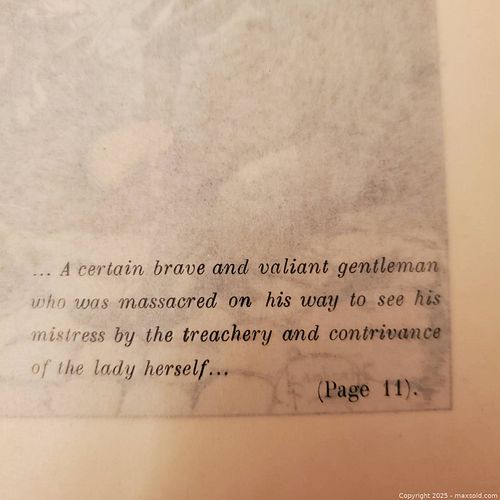 ... A certain brave and valiant gentleman
who was massacred on his way to see his
mistress by the treachery and contrivance
of the lady herself...
(Page 11).
Copyright 2025 - maxsold.com